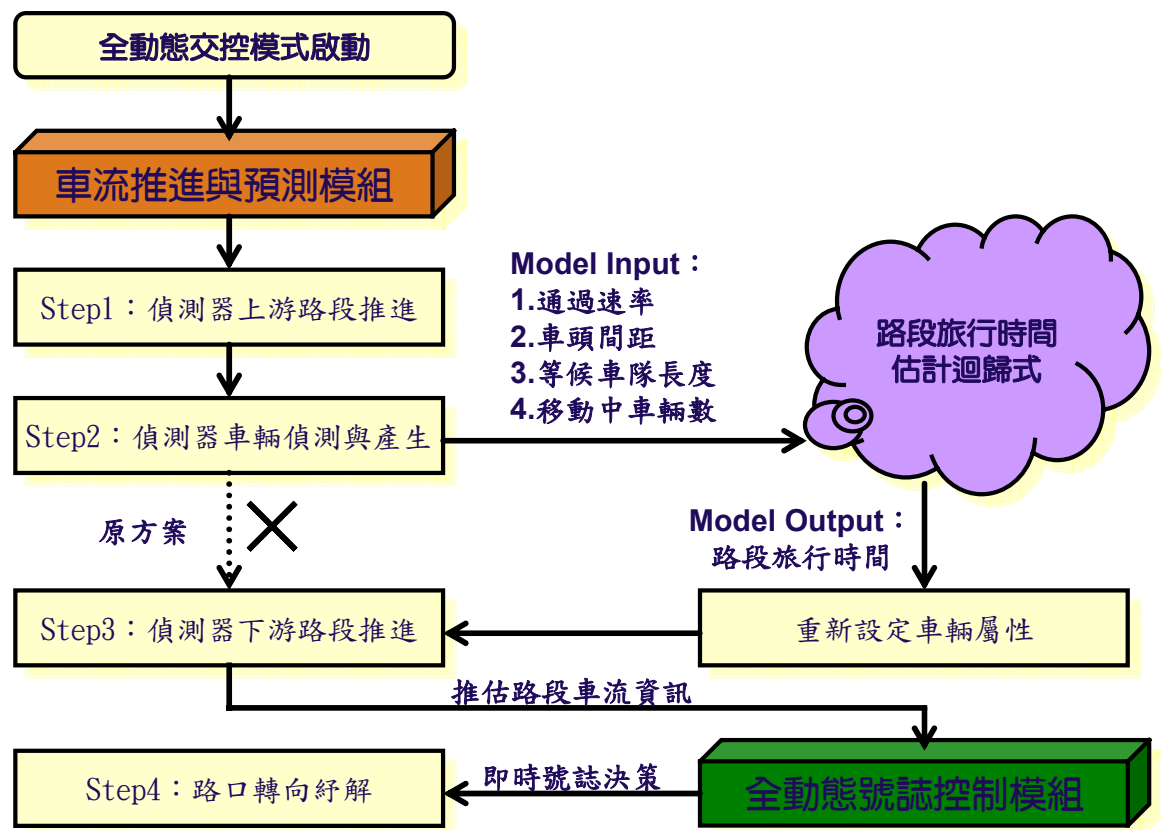 全動態交控模式啟動
車流推進與預測模組
Step1：偵測器上游路段推進
Model Input：
1.通過速率
2.車頭間距
3.等候車隊長度
4.移動中車輛數
路段旅行時間
估計迴歸式
Step2：偵測器車輛偵測與產生
原方案
Model Output：
路段旅行時間
Step3：偵測器下游路段推進
重新設定車輛屬性
推估路段車流資訊
Step4：路口轉向紓解
即時號誌決策
全動態號誌控制模組